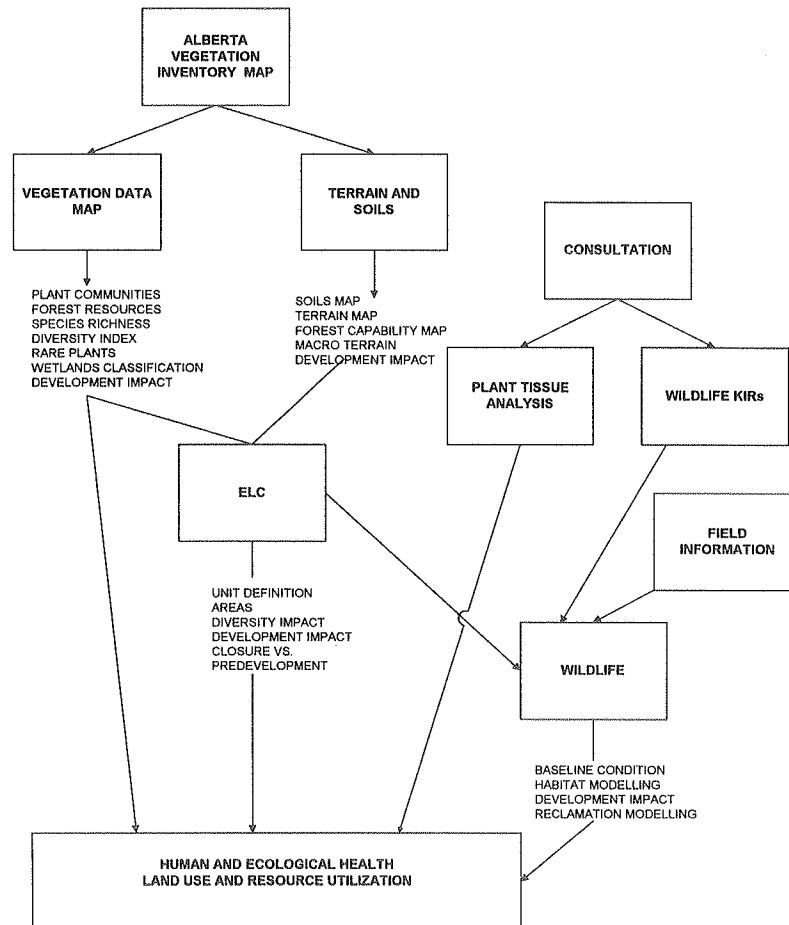 ALBERTA
VEGETATION
INVENTORY MAP
VEGETATION DATA
MAP
TERRAIN AND
SOILS
CONSULTATION
PLANT COMMUNITIES
FOREST RESOURCES
SPECIES RICHNESS
DIVERSITY INDEX
RARE PLANTS
WETLANDS CLASSIFICATION
DEVELOPMENT IMPACT
SOILS MAP
TERRAIN MAP
FOREST CAPABILITY MAP
MACRO TERRAIN
DEVELOPMENT IMPACT
PLANT TISSUE
ANALYSIS
WILDLIFE KIRs
ELC
FIELD
INFORMATION
UNIT DEFINITION
AREAS
DIVERSITY IMPACT
DEVELOPMENT IMPACT
CLOSURE VS.
PREDEVELOPMENT
WILDLIFE
BASELINE CONDITION
HABITAT MODELLING
DEVELOPMENT IMPACT
RECLAMATION MODELLING
HUMAN AND ECOLOGICAL HEALTH
LAND USE AND RESOURCE UTILIZATION